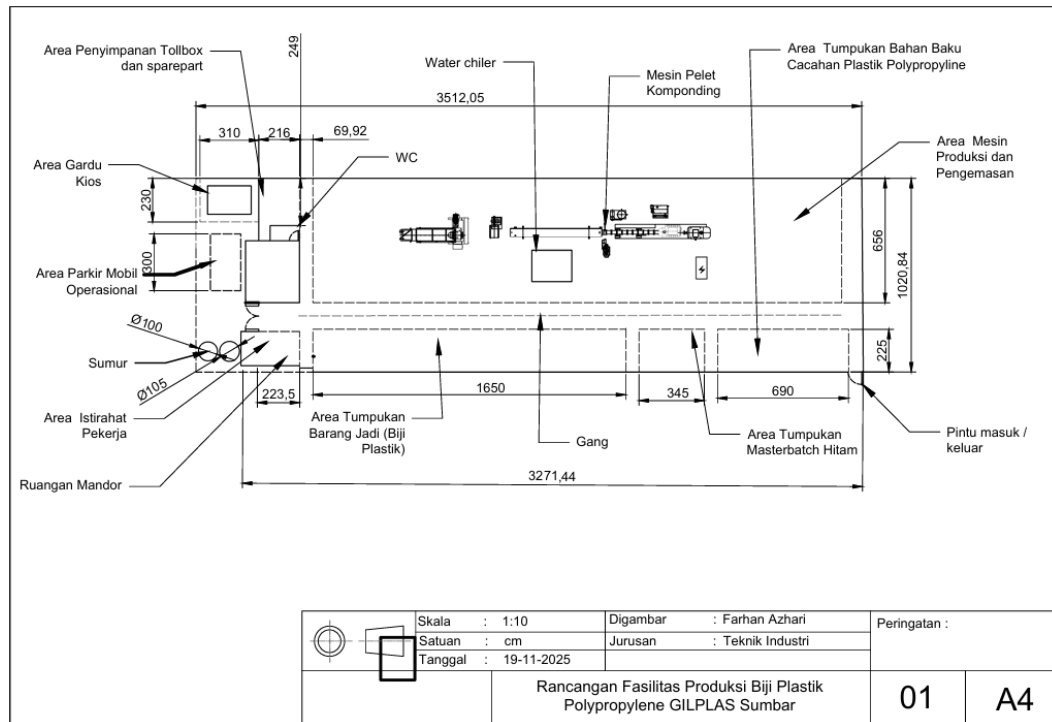 Area Penyimpanan Tollbox
dan sparepart
249
Water chiler
Mesin Pelet
Komponding
Area Tumpukan Bahan Baku
Cacahan Plastik Polypropyline
3512,05
310
216
69,92
WC
Area Gardu
Kios
Area Mesin
Produksi dan
Pengemasan
230
300
Area Parkir Mobil
Operasional
656
1020,84
Ø100
Sumur
Ø105
225
223,5
1650
345
690
Area Istirahat
Pekerja
Area Tumpukan
Barang Jadi (Biji
Plastik)
Gang
Area Tumpukan
Masterbatch Hitam
Pintu masuk /
keluar
Ruangan Mandor
3271,44
Skala : 1:10
Digambar : Farhan Azhari
Peringatan :
Satuan : cm
Jurusan : Teknik Industri
Tanggal : 19-11-2025
Rancangan Fasilitas Produksi Biji Plastik
Polypropylene GILPLAS Sumbar
01
A4